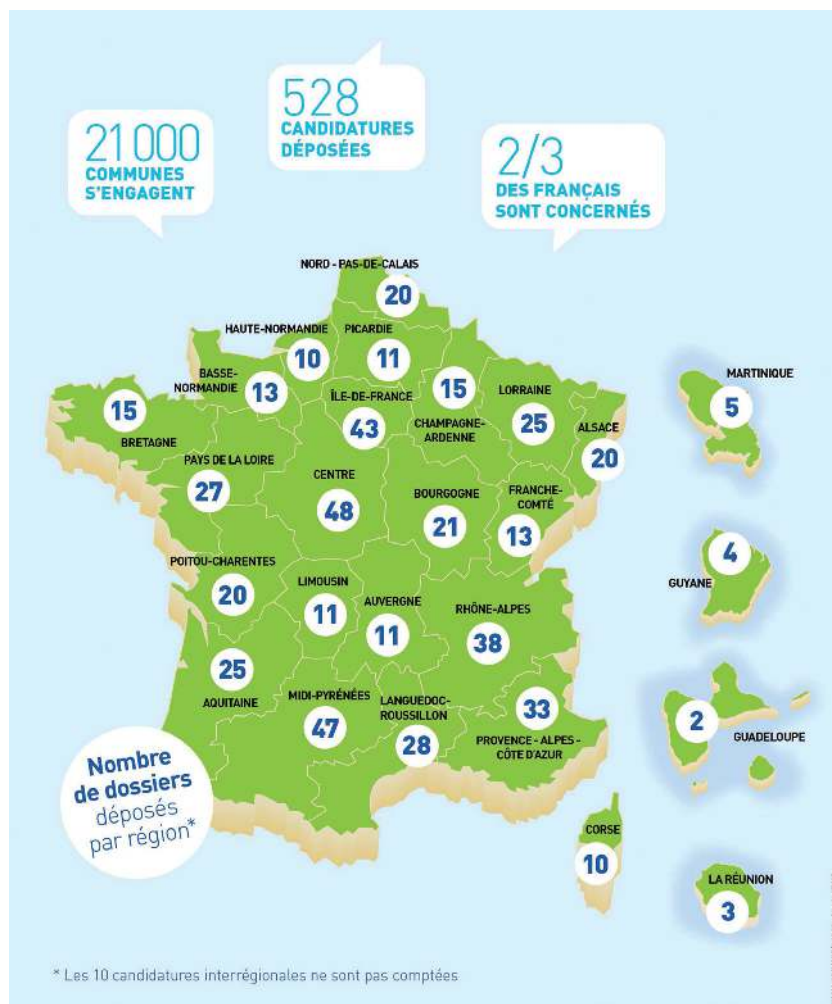 528
CANDIDATURES
DÉPOSÉES
21 000
COMMUNES
S'ENGAGENT
2/3
DES FRANÇAIS
SONT CONCERNÉS
NORD - PAS-DE-CALAIS
20
HAUTE-NORMANDIE
10
PICARDIE
11
BASSE-
NORMANDIE
13
ÎLE-DE-FRANCE
43
15
CHAMPAGNE-
ARDENNE
LORRAINE
25
ALSACE
20
15
BRETAGNE
PAYS DE LA LOIRE
27
CENTRE
48
BOURGOGNE
21
FRANCHE-
COMTÉ
13
POITOU-CHARENTES
20
LIMOUSIN
11
AUVERGNE
11
RHÔNE-ALPES
38
25
AQUITAINE
MIDI-PYRÉNÉES
47
LANGUEDOC-
ROUSSILLON
28
33
PROVENCE - ALPES -
CÔTE D'AZUR
CORSE
10
MARTINIQUE
5
4
GUYANE
2
GUADELOUPE
LA RÉUNION
3
Nombre
de dossiers
déposés
par région*
* Les 10 candidatures interrégionales ne sont pas comptées